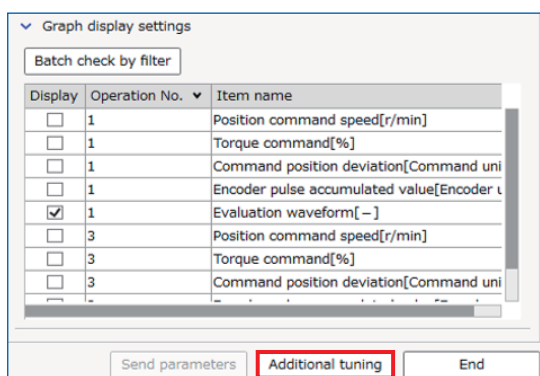 Graph display settings
Batch check by filter
Display Operation No. Item name
1 Position command speed[r/min]
1 Torque command[%]
1 Command position deviation[Command uni
1 Encoder pulse accumulated value[Encoder u
1 Evaluation waveform[−]
3 Position command speed[r/min]
3 Torque command[%]
3 Command position deviation[Command uni
Send parameters Additional tuning End